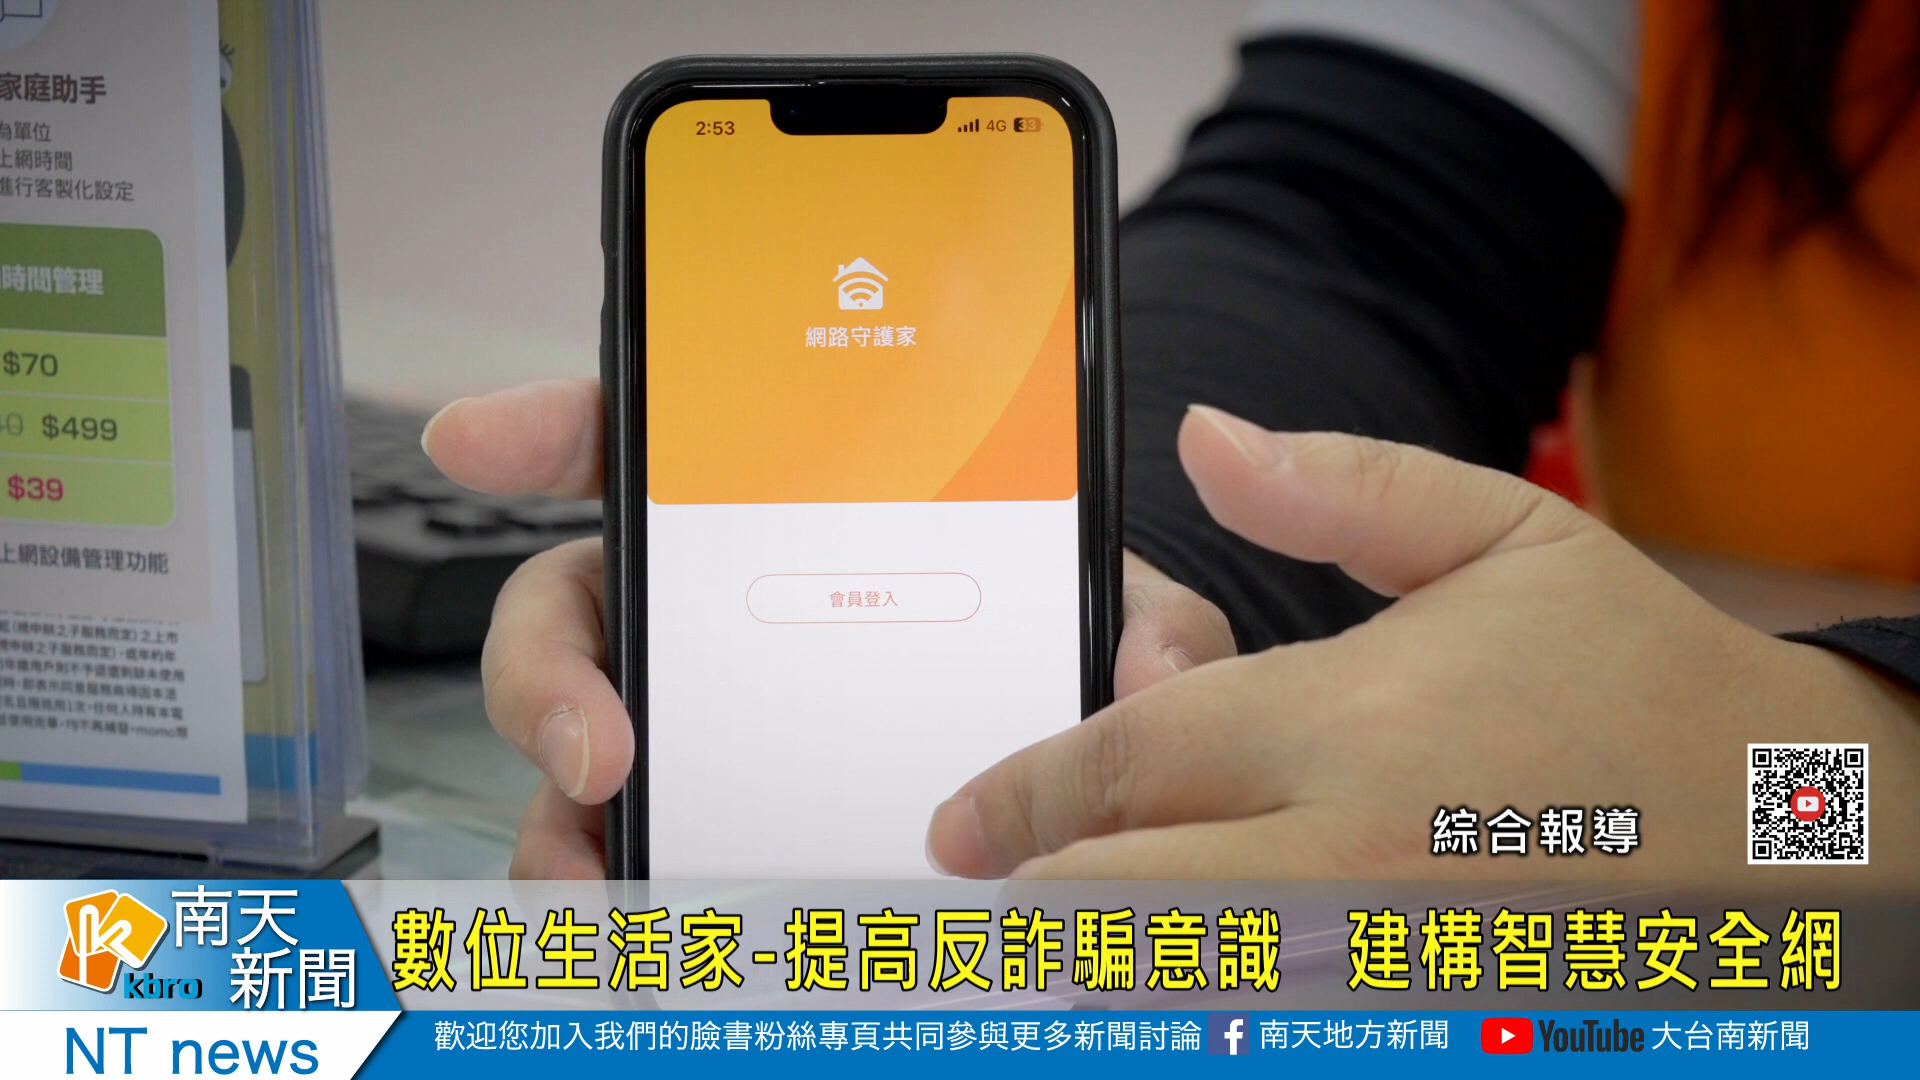 家庭助手
為單位
上網時間
進行客製化設定
時間管理
$70
$499
$39
上網設備管理功能
2:53
4G 33
網路守護家
會員登入
綜合報導
南天
新聞
kbro
數位生活家-提高反詐騙意識 建構智慧安全網
NT news
歡迎您加入我們的臉書粉絲專頁共同參與更多新聞討論 南天地方新聞 YouTube 大台南新聞